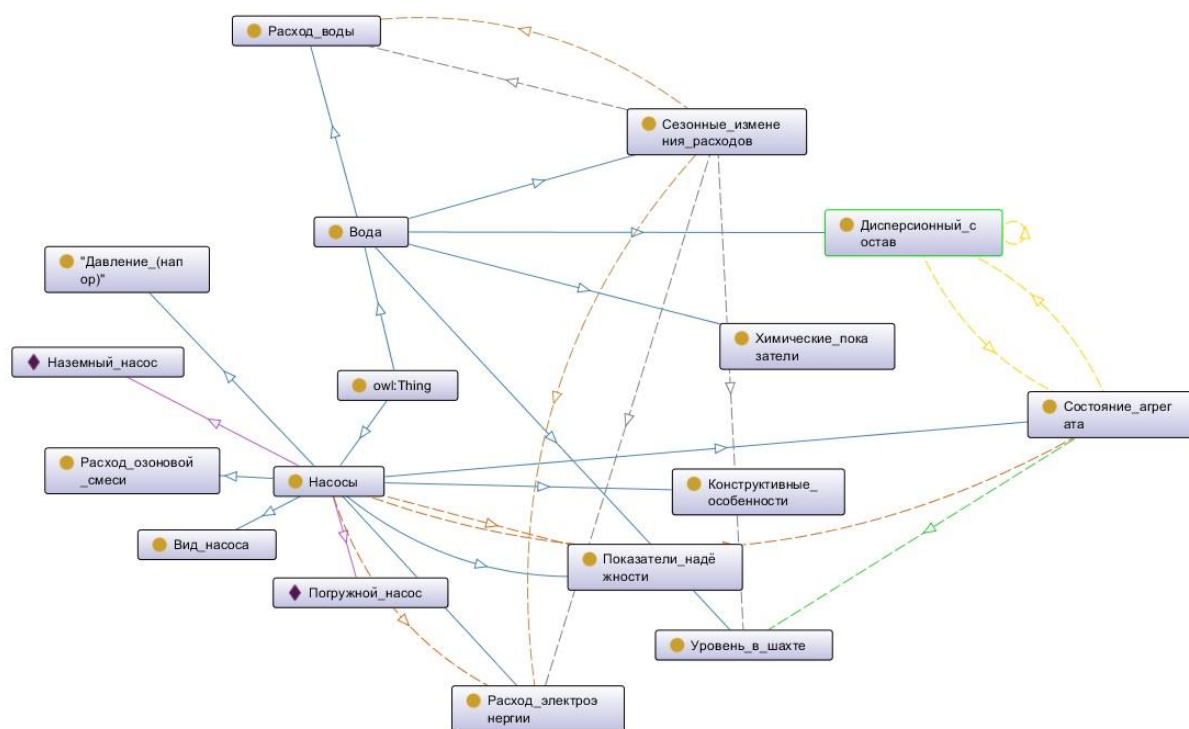 Расход_воды
Сезонные_измене
ния_расходов
Вода
Дисперсионный_с
остав
"Давление_(нап
ор)"
Химические_пока
затели
Наземный_насос
owl:Thing
Состояние_агрег
ата
Расход_озоновой
_смеси
Насосы
Конструктивные_
особенности
Вид_насоса
Показатели_надё
жности
Погружной_насос
Уровень_в_шахте
Расход_электроэ
нергии